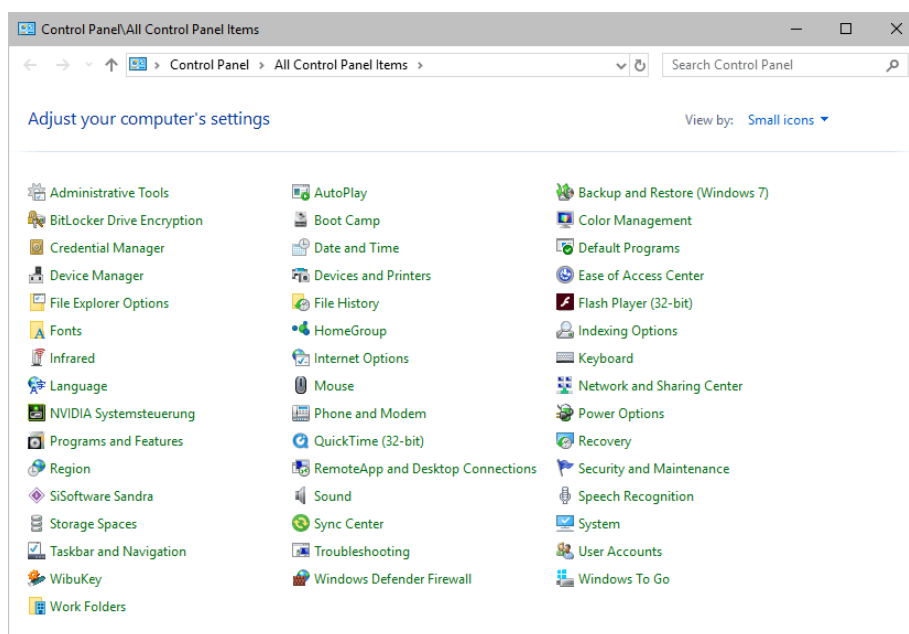 Control Panel\All Control Panel Items
Control Panel > All Control Panel Items >
Search Control Panel
Adjust your computer's settings
View by: Small icons
Administrative Tools
AutoPlay
Backup and Restore (Windows 7)
BitLocker Drive Encryption
Boot Camp
Color Management
Credential Manager
Date and Time
Default Programs
Device Manager
Devices and Printers
Ease of Access Center
File Explorer Options
File History
Flash Player (32-bit)
Fonts
HomeGroup
Indexing Options
Infrared
Internet Options
Keyboard
Language
Mouse
Network and Sharing Center
NVIDIA Systemsteuerung
Phone and Modem
Power Options
Programs and Features
QuickTime (32-bit)
Recovery
Region
RemoteApp and Desktop Connections
Security and Maintenance
SiSoftware Sandra
Sound
Speech Recognition
Storage Spaces
Sync Center
System
Taskbar and Navigation
Troubleshooting
User Accounts
WibuKey
Windows Defender Firewall
Windows To Go
Work Folders